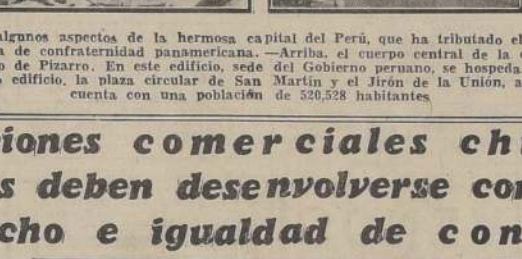 algunos aspectos de la hermosa capital del Perú, que ha tributado el
a de confraternidad panamericana. —Arriba, el cuerpo central de la
o de Pizarro. En este edificio, sede del Gobierno peruano, se hospeda
o edificio, la plaza circular de San Martín y el Jirón de la Unión, a
cuenta con una población de 520,528 habitantes
iones comerciales ch
s deben desenvolverse co
cho e igualdad de con